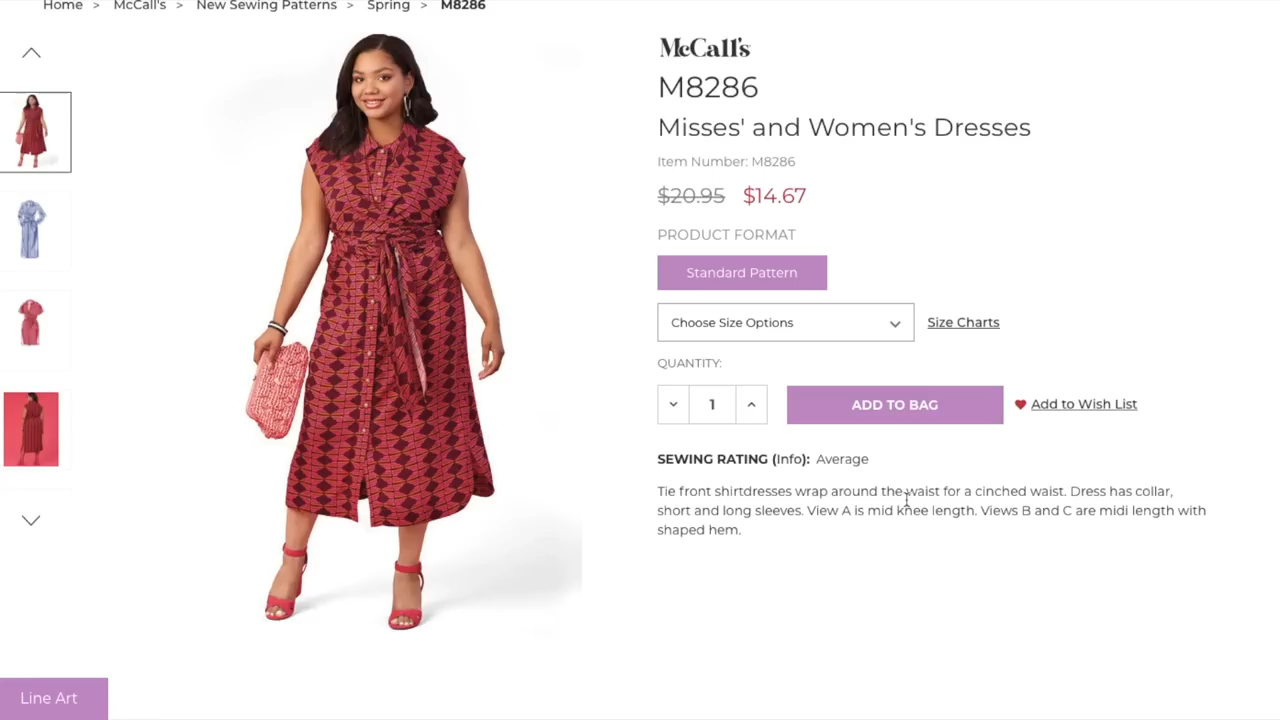 Home > McCall's > New Sewing Patterns > Spring > M8286
McCall's
M8286
Misses' and Women's Dresses
Item Number: M8286
$20.95 $14.67
PRODUCT FORMAT
Standard Pattern
Choose Size Options
Size Charts
QUANTITY:
1
ADD TO BAG
Add to Wish List
SEWING RATING (Info): Average
Tie front shirtdresses wrap around the waist for a cinched waist. Dress has collar,
short and long sleeves. View A is mid knee length. Views B and C are midi length with
shaped hem.
Line Art